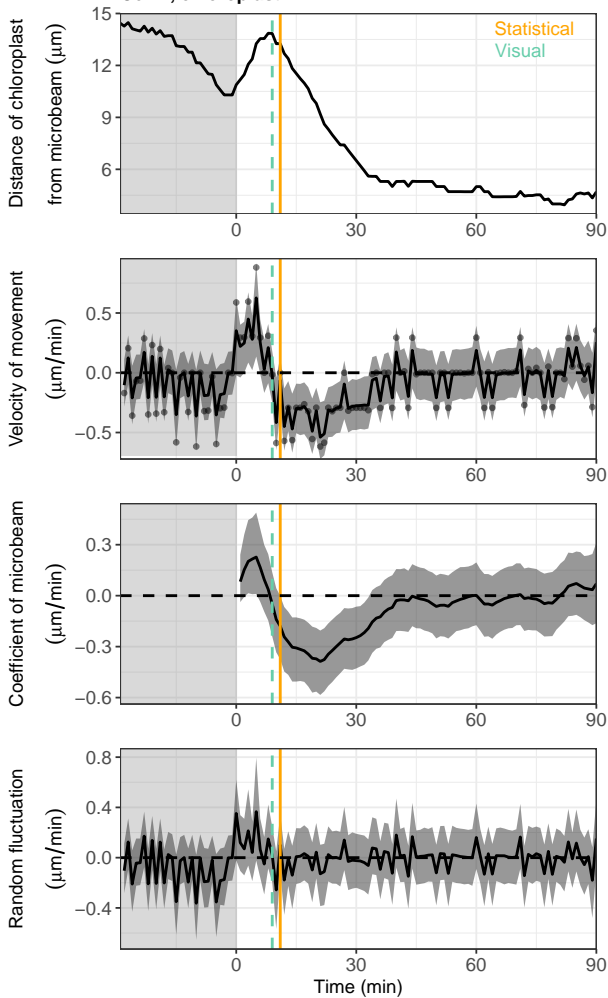 Statistical
Visual
Distance of chloroplast
from microbeam (μm)
15
12
9
6
0
30
60
90
Velocity of movement
(μm/min)
0.5
0.0
−0.5
0
30
60
90
Coefficient of microbeam
(μm/min)
0.3
0.0
−0.3
−0.6
0
30
60
90
Random fluctuation
(μm/min)
0.8
0.4
0.0
−0.4
0
30
60
90
Time (min)